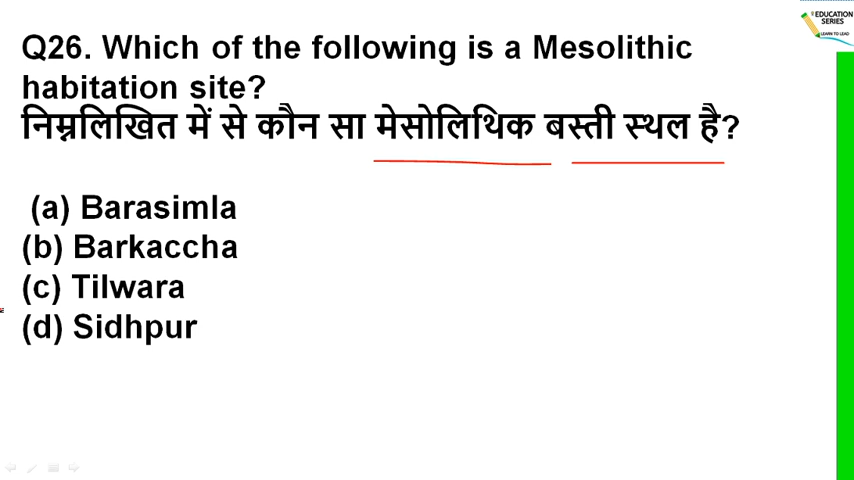 EDUCATION
SERIES
LEARN TO LEAD
Q26. Which of the following is a Mesolithic
habitation site?
निम्नलिखित में से कौन सा मेसोलिथिक बस्ती स्थल है?
(a) Barasimla
(b) Barkaccha
(c) Tilwara
(d) Sidhpur